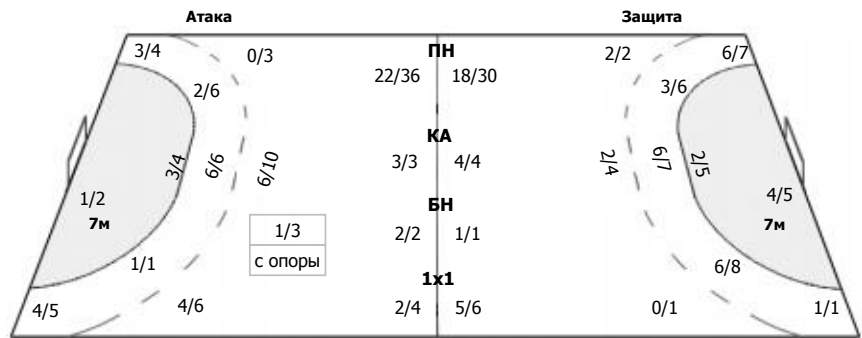 Атака Защита
3/4 0/3 ПН 2/2 6/7
22/36 18/30
2/6 3/6
КА
3/4 6/6 6/10 3/3 4/4 2/4 6/7 2/5
1/2 4/5
7м БН 7м
1/3 2/2 1/1
с опоры
1/1 6/8
1x1
4/5 4/6 2/4 5/6 0/1 1/1